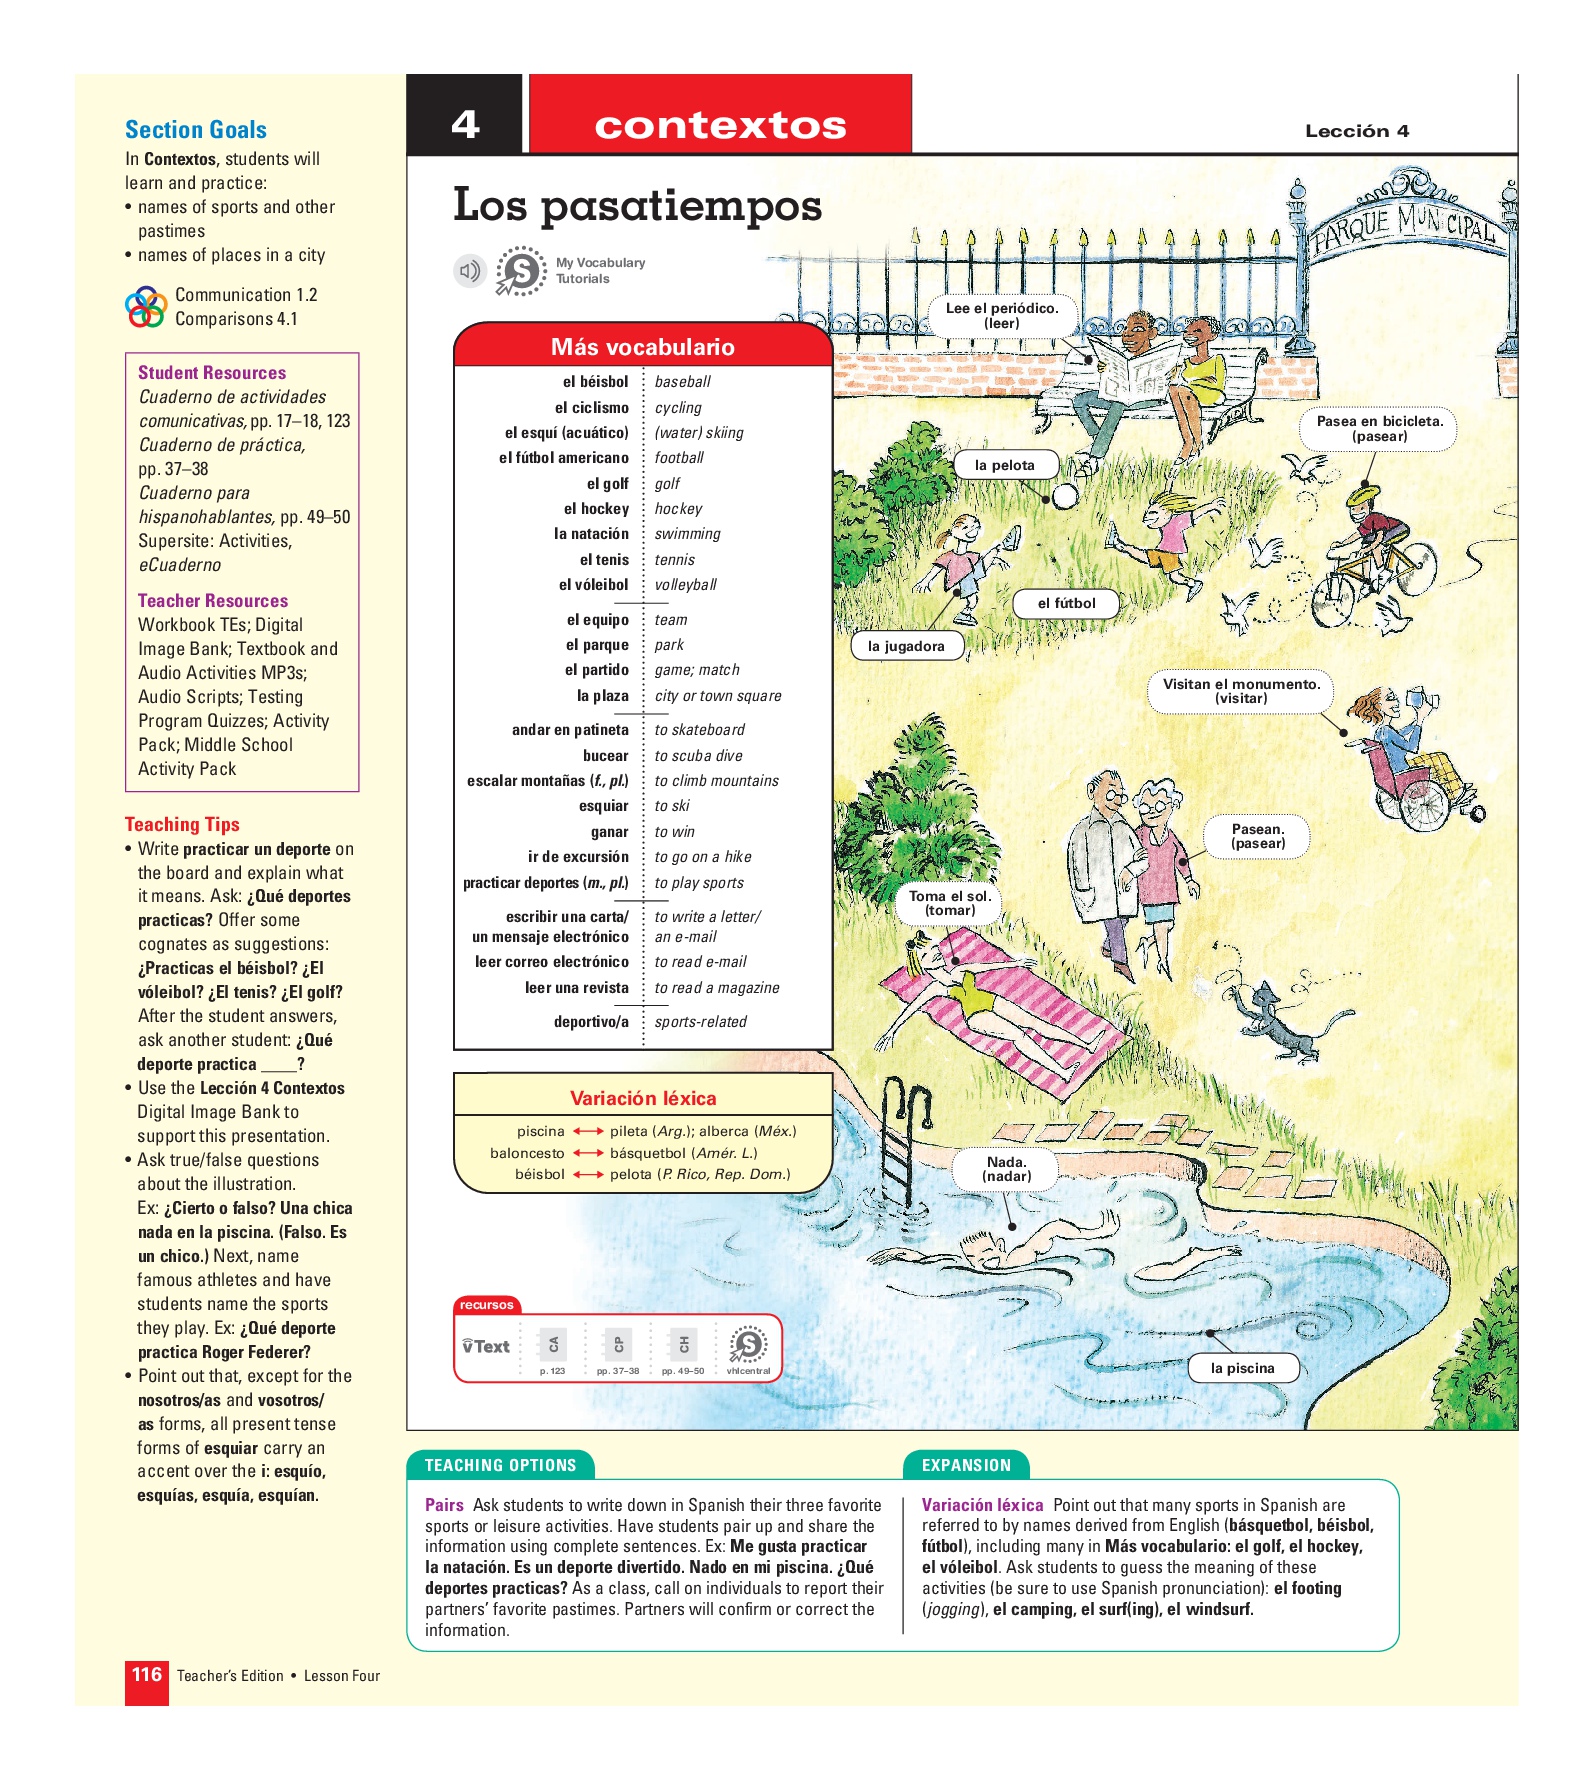 Section Goals
In Contextos, students will
learn and practice:
• names of sports and other
pastimes
• names of places in a city
Communication 1.2
Comparisons 4.1
Student Resources
Cuaderno de actividades
comunicativas, pp. 17–18, 123
Cuaderno de práctica,
pp. 37–38
Cuaderno para
hispanohablantes, pp. 49–50
Supersite: Activities,
eCuaderno
Teacher Resources
Workbook TEs; Digital
Image Bank; Textbook and
Audio Activities MP3s;
Audio Scripts; Testing
Program Quizzes; Activity
Pack; Middle School
Activity Pack
Teaching Tips
• Write practicar un deporte on
the board and explain what
it means. Ask: ¿Qué deportes
practicas? Offer some
cognates as suggestions:
¿Practicas el béisbol? ¿El
vóleibol? ¿El tenis? ¿El golf?
After the student answers,
ask another student: ¿Qué
deporte practica ____?
• Use the Lección 4 Contextos
Digital Image Bank to
support this presentation.
• Ask true/false questions
about the illustration.
Ex: ¿Cierto o falso? Una chica
nada en la piscina. (Falso. Es
un chico.) Next, name
famous athletes and have
students name the sports
they play. Ex: ¿Qué deporte
practica Roger Federer?
• Point out that, except for the
nosotros/as and vosotros/
as forms, all present tense
forms of esquiar carry an
accent over the i: esquío,
esquías, esquía, esquían.
4
contextos
Lección 4
Los pasatiempos
S
My Vocabulary
Tutorials
Más vocabulario
el béisbol baseball
el ciclismo cycling
el esquí (acuático) (water) skiing
el fútbol americano football
el golf golf
el hockey hockey
la natación swimming
el tenis tennis
el vóleibol volleyball
el equipo team
el parque park
el partido game; match
la plaza city or town square
andar en patineta to skateboard
bucear to scuba dive
escalar montañas (f., pl.) to climb mountains
esquiar to ski
ganar to win
ir de excursión to go on a hike
practicar deportes (m., pl.) to play sports
escribir una carta/ to write a letter/
un mensaje electrónico an e-mail
leer correo electrónico to read e-mail
leer una revista to read a magazine
deportivo/a sports-related
Variación léxica
piscina ⟷ pileta (Arg.); alberca (Méx.)
baloncesto ⟷ básquetbol (Amér. L.)
béisbol ⟷ pelota (P. Rico, Rep. Dom.)
recursos
vText
CA
p. 123
CP
pp. 37–38
CH
pp. 49–50
S
vhlcentral
PARQUE MUNICIPAL
Lee el periódico.
(leer)
Pasea en bicicleta.
(pasear)
la pelota
el fútbol
la jugadora
Visitan el monumento.
(visitar)
Pasean.
(pasear)
Toma el sol.
(tomar)
Nada.
(nadar)
la piscina
TEACHING OPTIONS
Pairs Ask students to write down in Spanish their three favorite
sports or leisure activities. Have students pair up and share the
information using complete sentences. Ex: Me gusta practicar
la natación. Es un deporte divertido. Nado en mi piscina. ¿Qué
deportes practicas? As a class, call on individuals to report their
partners’ favorite pastimes. Partners will confirm or correct the
information.
EXPANSION
Variación léxica Point out that many sports in Spanish are
referred to by names derived from English (básquetbol, béisbol,
fútbol), including many in Más vocabulario: el golf, el hockey,
el vóleibol. Ask students to guess the meaning of these
activities (be sure to use Spanish pronunciation): el footing
(jogging), el camping, el surf(ing), el windsurf.
116 Teacher’s Edition • Lesson Four